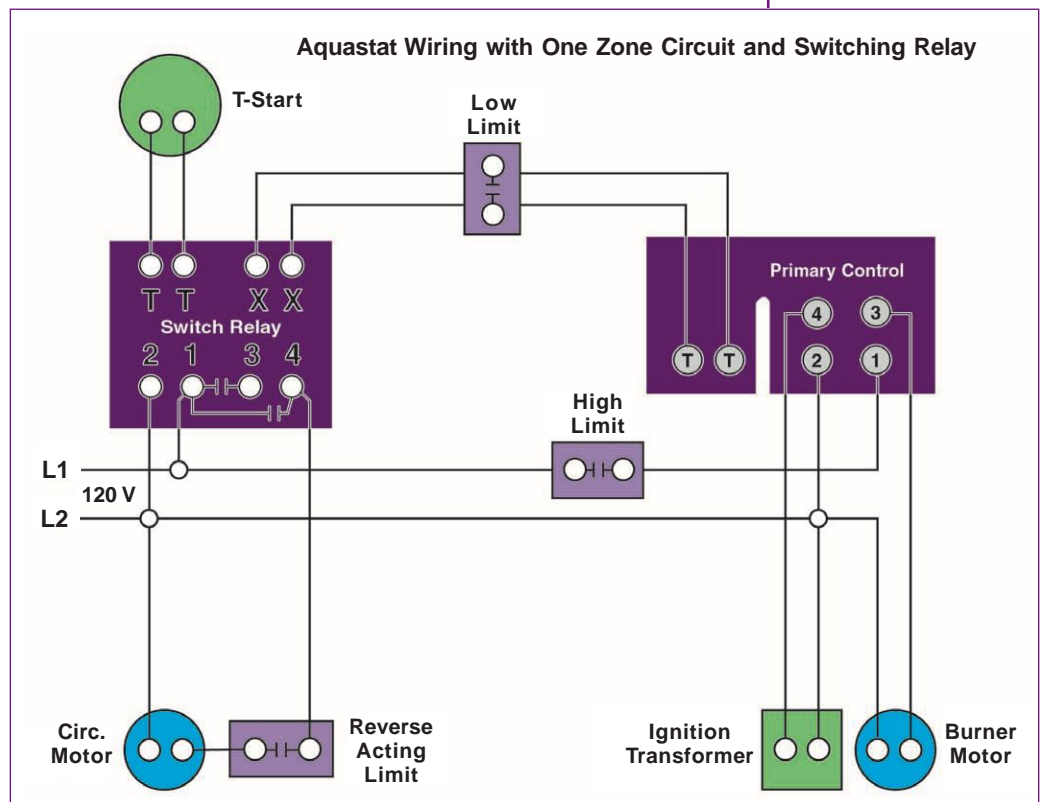 Aquastat Wiring with One Zone Circuit and Switching Relay
T-Start
Low
Limit
T T X X
Switch Relay
2 1 3 4
Primary Control
4 3
T T 2 1
High
Limit
L1
120 V
L2
Circ.
Motor
Reverse
Acting
Limit
Ignition
Transformer
Burner
Motor